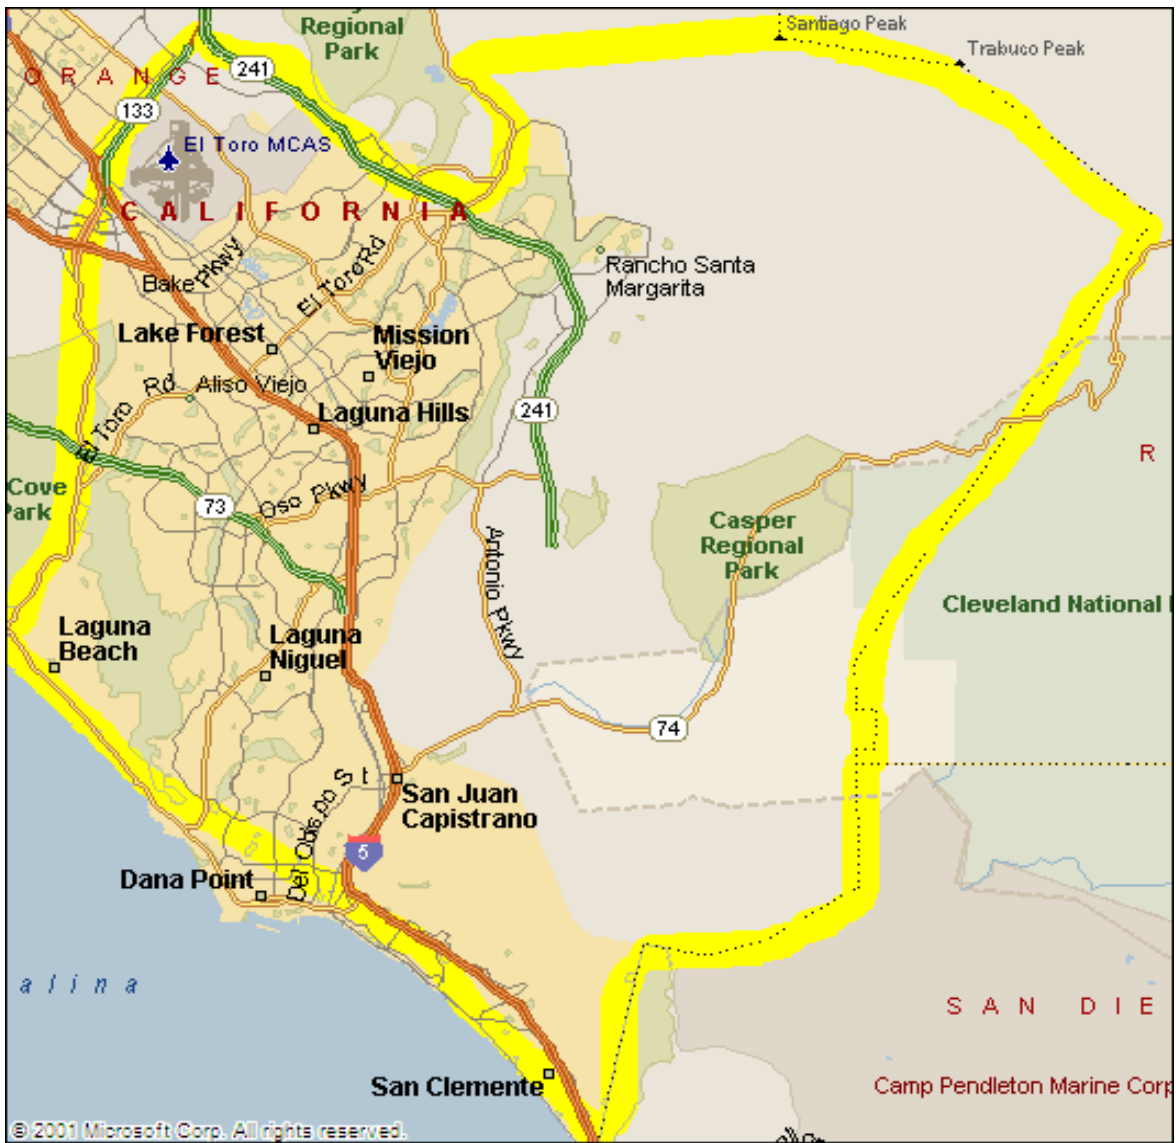 Regional
Park
Santiago Peak
Trabuco Peak
ORANGE
241
133
El Toro MCAS
CALIFORNIA
Bake Pkwy
El Toro Rd
Rancho Santa
Margarita
Lake Forest
Mission
Viejo
El Toro Rd
Aliso Viejo
Laguna Hills
241
R
Cove
Park
73
Oso Pkwy
Casper
Regional
Park
Antonio Pkwy
Cleveland National
Laguna
Beach
Laguna
Niguel
74
Del Obispo St
San Juan
Capistrano
5
Dana Point
alina
SAN DIE
San Clemente
Camp Pendleton Marine Corp
© 2001 Microsoft Corp. All rights reserved.